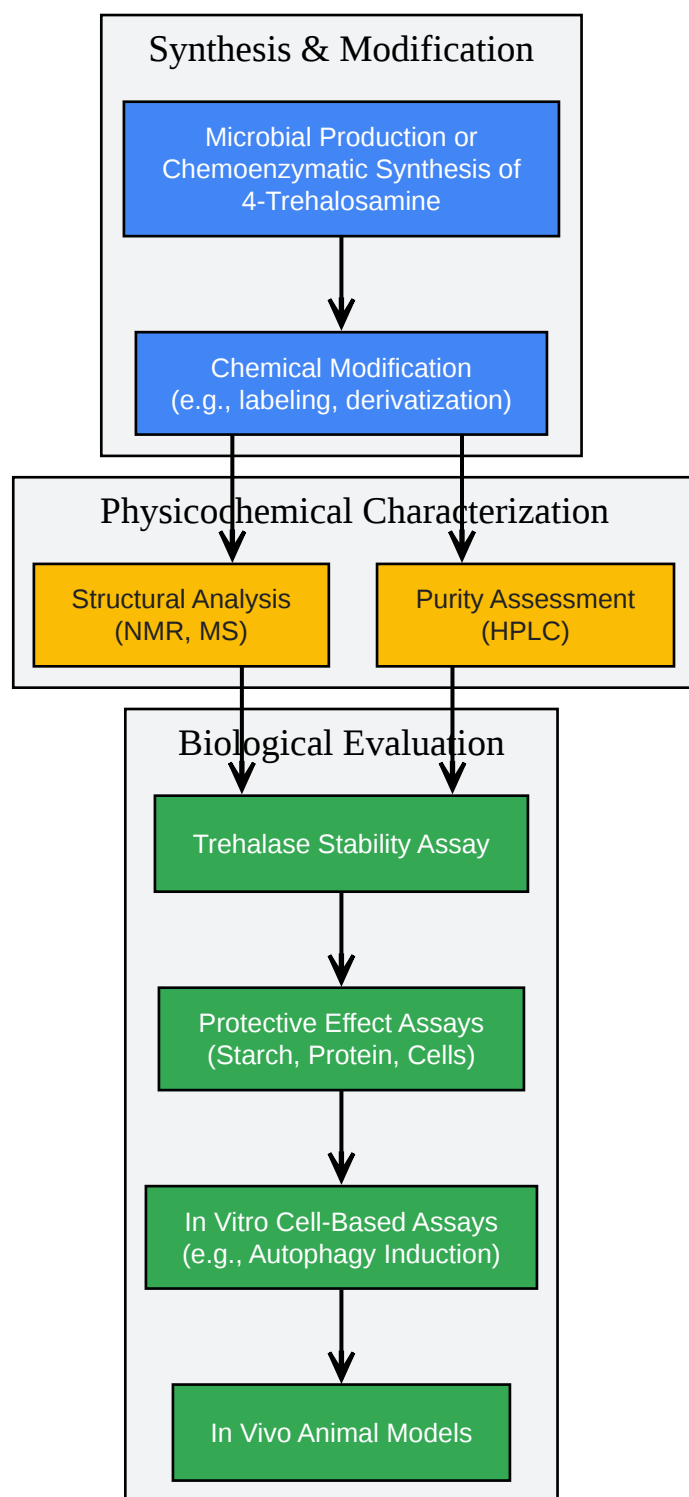 Synthesis & Modification
Microbial Production or
Chemoenzymatic Synthesis of
4-Trehalosamine
Chemical Modification
(e.g., labeling, derivatization)
Physicochemical Characterization
Structural Analysis
(NMR, MS)
Purity Assessment
(HPLC)
Biological Evaluation
Trehalase Stability Assay
Protective Effect Assays
(Starch, Protein, Cells)
In Vitro Cell-Based Assays
(e.g., Autophagy Induction)
In Vivo Animal Models